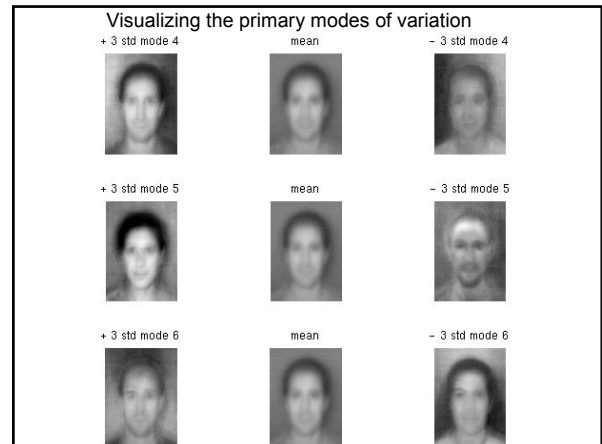 Visualizing the primary modes of variation
+ 3 std mode 4 mean − 3 std mode 4
+ 3 std mode 5 mean − 3 std mode 5
+ 3 std mode 6 mean − 3 std mode 6